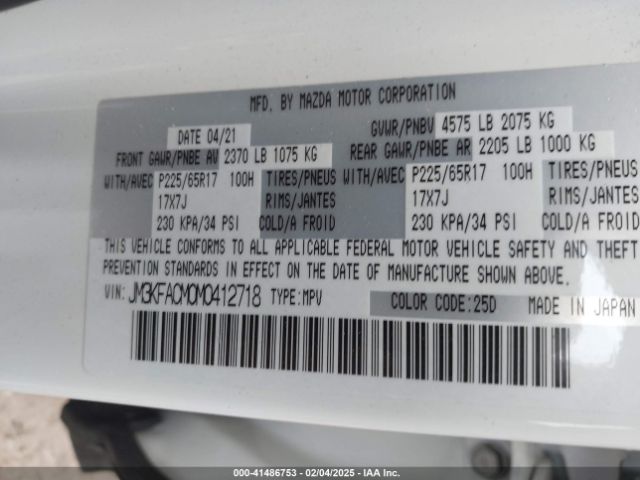 MFD. BY MAZDA MOTOR CORPORATION
DATE 04/21 GVWR/PNBV 4575 LB 2075 KG
FRONT GAWR/PNBE AV 2370 LB 1075 KG REAR GAWR/PNBE AR 2205 LB 1000 KG
WITH/AVEC P225/65R17 100H TIRES/PNEUS WITH/AVEC P225/65R17 100H TIRES/PNEUS
17X7J RIMS/JANTES 17X7J RIMS/JANTES
230 KPA/34 PSI COLD/A FROID 230 KPA/34 PSI COLD/A FROID
THIS VEHICLE CONFORMS TO ALL APPLICABLE FEDERAL MOTOR VEHICLE SAFETY AND THEFT
PREVENTION STANDARDS IN EFFECT ON THE DATE OF MANUFACTURE SHOWN ABOVE.
VIN: JM3KFACM0M0412718 TYPE:MPV COLOR CODE:25D MADE IN JAPAN
000-41486753 - 02/04/2025 - IAA Inc.